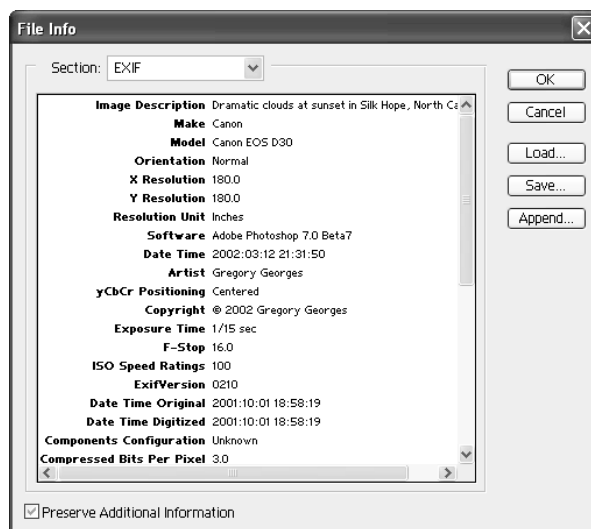 File Info
Section: EXIF
Image Description Dramatic clouds at sunset in Silk Hope, North Ca
Make Canon
Model Canon EOS D30
Orientation Normal
X Resolution 180.0
Y Resolution 180.0
Resolution Unit Inches
Software Adobe Photoshop 7.0 Beta7
Date Time 2002:03:12 21:31:50
Artist Gregory Georges
yCbCr Positioning Centered
Copyright © 2002 Gregory Georges
Exposure Time 1/15 sec
F-Stop 16.0
ISO Speed Ratings 100
ExifVersion 0210
Date Time Original 2001:10:01 18:58:19
Date Time Digitized 2001:10:01 18:58:19
Components Configuration Unknown
Compressed Bits Per Pixel 3.0
Preserve Additional Information
OK
Cancel
Load...
Save...
Append...